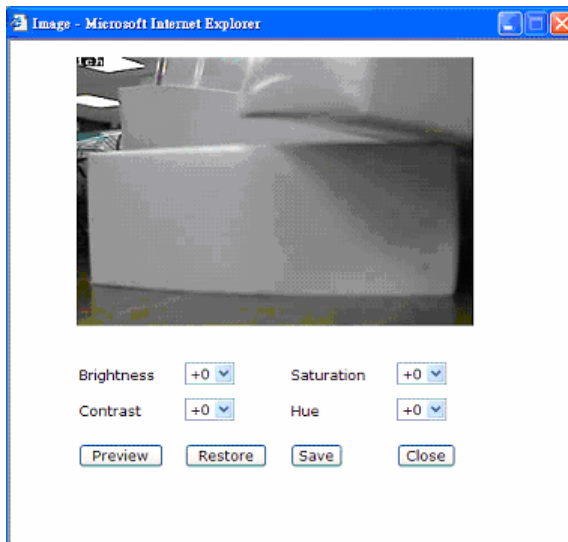 Image - Microsoft Internet Explorer
Brightness +0 Saturation +0
Contrast +0 Hue +0
Preview Restore Save Close